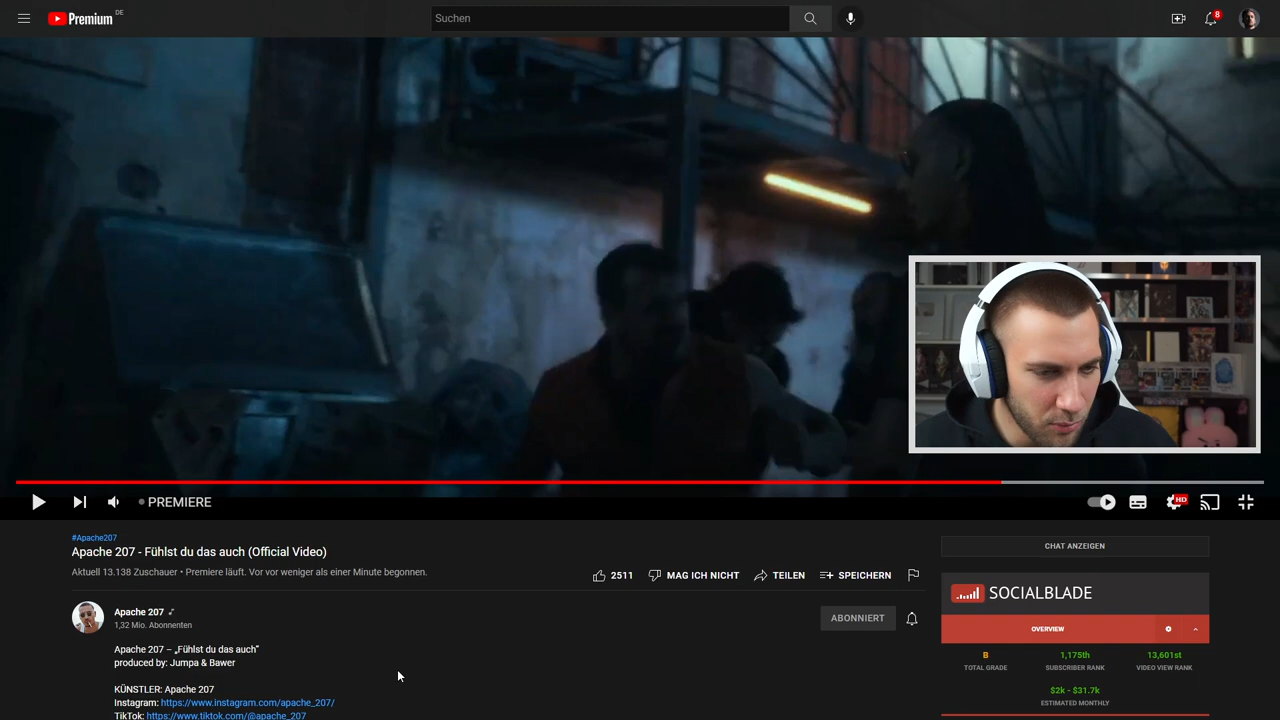 Premium DE
Suchen
8
PREMIERE
HD
#Apache207
Apache 207 - Fühlst du das auch (Official Video)
Aktuell 13.138 Zuschauer • Premiere läuft. Vor vor weniger als einer Minute begonnen.
2511
MAG ICH NICHT
TEILEN
SPEICHERN
Apache 207
1,32 Mio. Abonnenten
ABONNIERT
Apache 207 – „Fühlst du das auch“
produced by: Jumpa & Bawer
KÜNSTLER: Apache 207
Instagram: https://www.instagram.com/apache_207/
TikTok: https://www.tiktok.com/@apache_207
CHAT ANZEIGEN
SOCIALBLADE
OVERVIEW
B 1,175th 13,601st
TOTAL GRADE SUBSCRIBER RANK VIDEO VIEW RANK
$2k - $31.7k
ESTIMATED MONTHLY